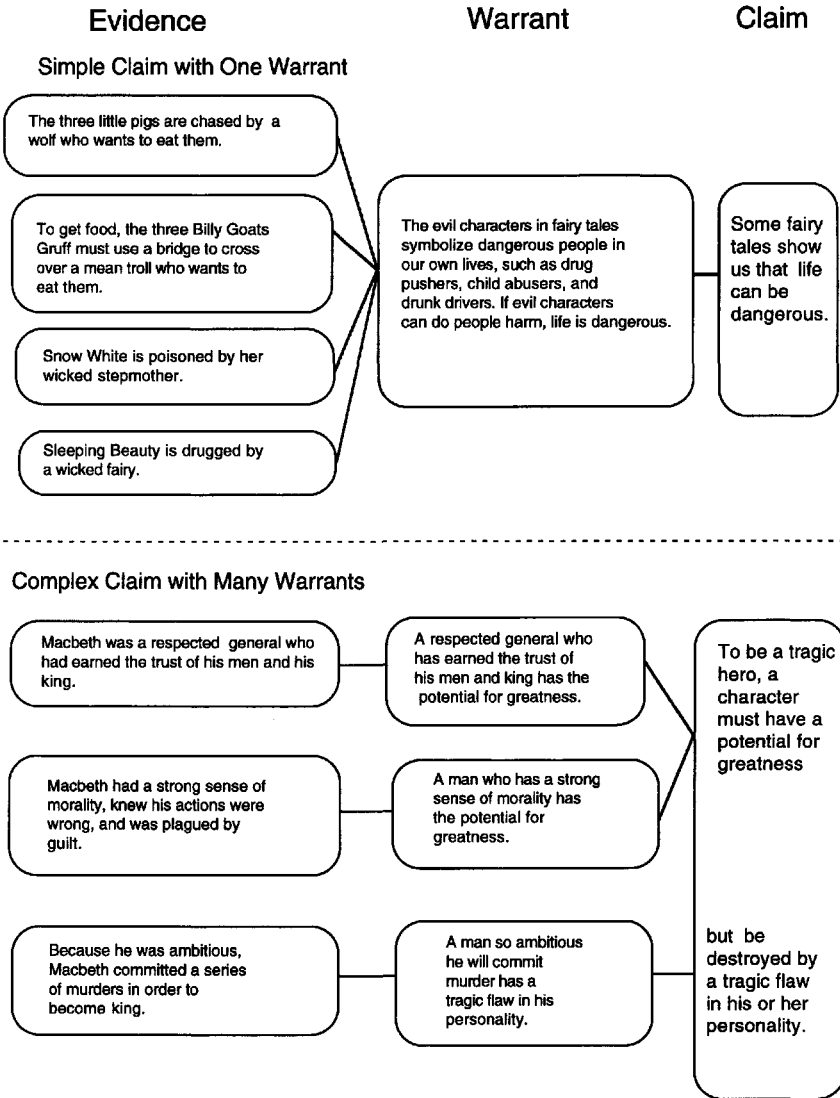 Evidence
Warrant
Claim
Simple Claim with One Warrant
The three little pigs are chased by a
wolf who wants to eat them.
To get food, the three Billy Goats
Gruff must use a bridge to cross
over a mean troll who wants to
eat them.
Snow White is poisoned by her
wicked stepmother.
Sleeping Beauty is drugged by
a wicked fairy.
The evil characters in fairy tales
symbolize dangerous people in
our own lives, such as drug
pushers, child abusers, and
drunk drivers. If evil characters
can do people harm, life is dangerous.
Some fairy
tales show
us that life
can be
dangerous.
Complex Claim with Many Warrants
Macbeth was a respected general who
had earned the trust of his men and his
king.
A respected general who
has earned the trust of
his men and king has the
potential for greatness.
Macbeth had a strong sense of
morality, knew his actions were
wrong, and was plagued by
guilt.
A man who has a strong
sense of morality has
the potential for
greatness.
To be a tragic
hero, a
character
must have a
potential for
greatness
Because he was ambitious,
Macbeth committed a series
of murders in order to
become king.
A man so ambitious
he will commit
murder has a
tragic flaw in his
personality.
but be
destroyed by
a tragic flaw
in his or her
personality.